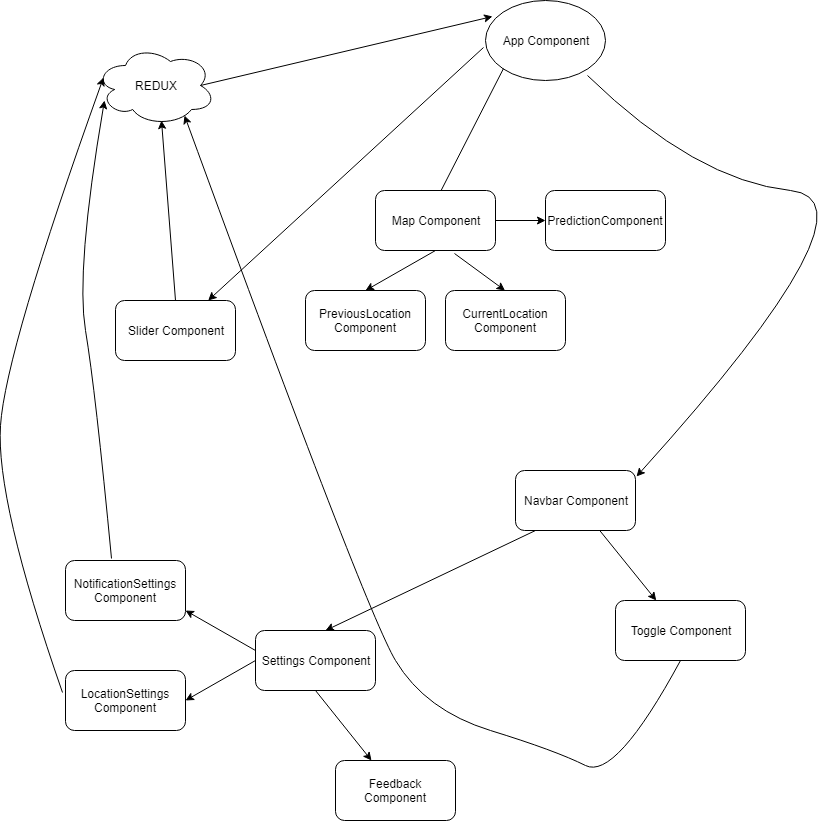 App Component
REDUX
Map Component
PredictionComponent
PreviousLocation
Component
CurrentLocation
Component
Slider Component
Navbar Component
NotificationSettings
Component
Toggle Component
Settings Component
LocationSettings
Component
Feedback
Component